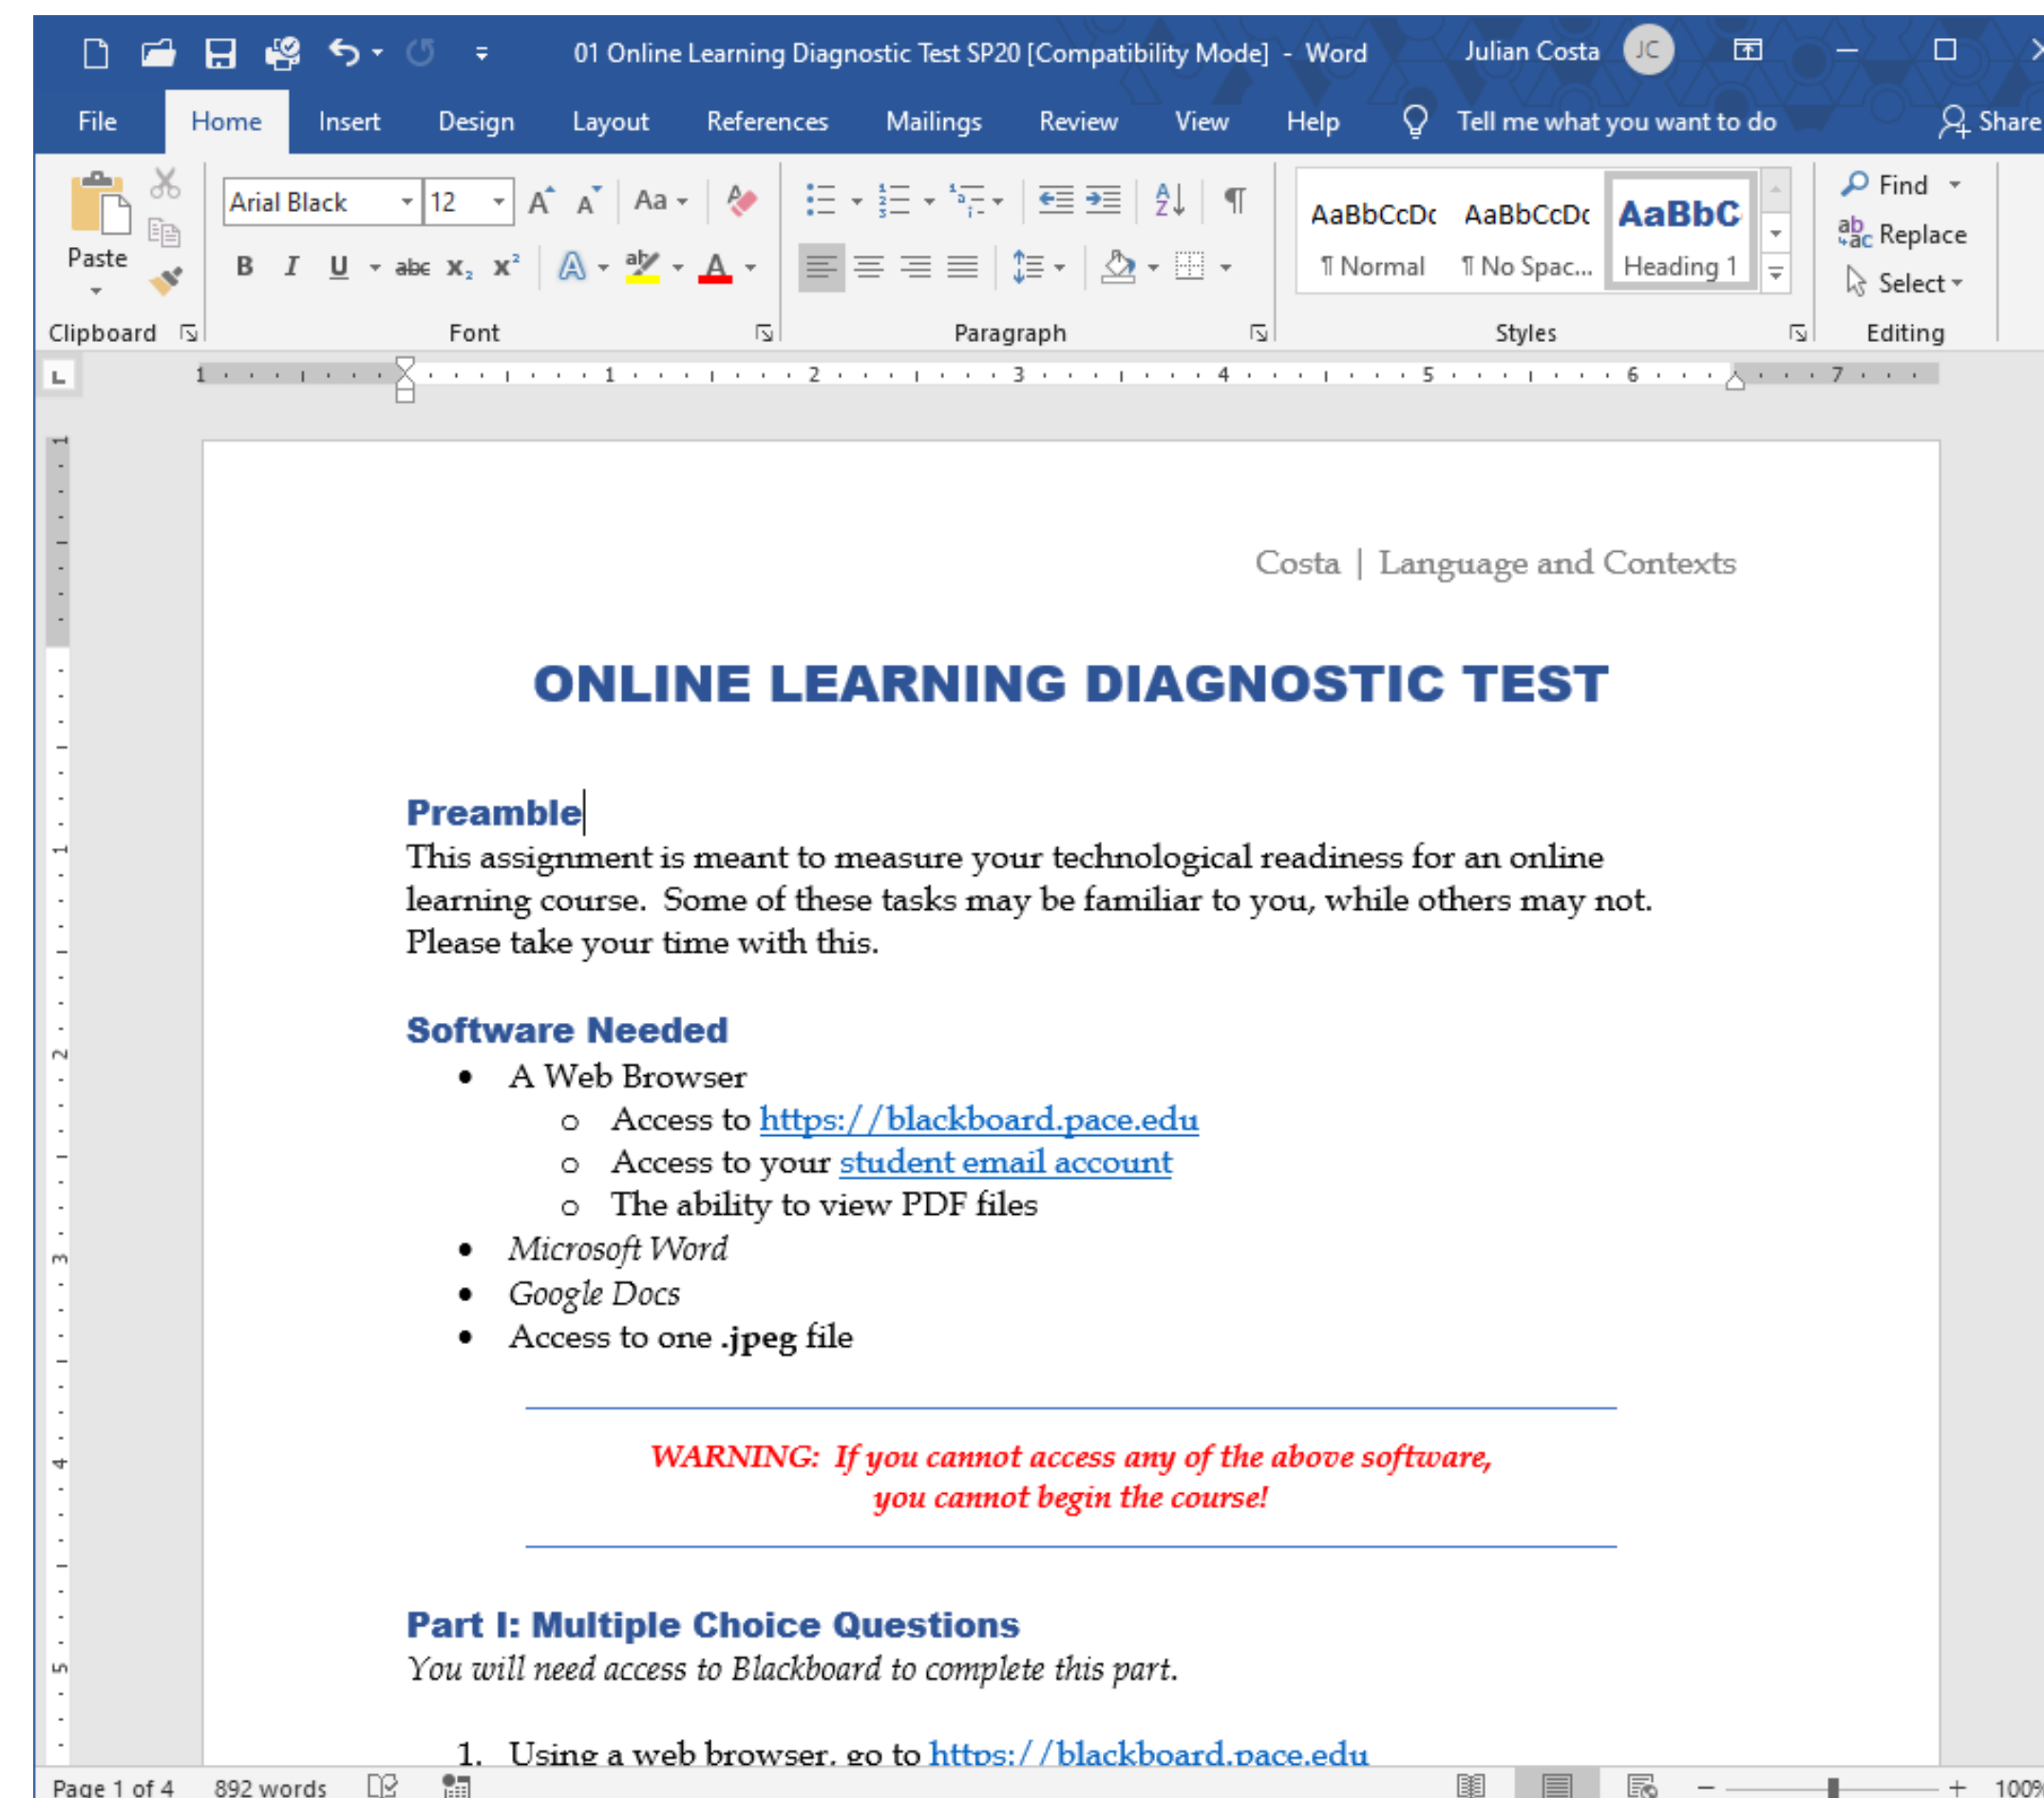 01 Online Learning Diagnostic Test SP20 [Compatibility Mode] - Word Julian Costa JC
File Home Insert Design Layout References Mailings Review View Help Tell me what you want to do Share
Paste
Clipboard
Arial Black 12 Aa
B I U abc X₂ X²
Font
Paragraph
AaBbCcDc AaBbCcDc AaBbC
¶ Normal ¶ No Spac... Heading 1
Styles
Find
Replace
Select
Editing
1 1 2 3 4 5 6 7
Costa | Language and Contexts
ONLINE LEARNING DIAGNOSTIC TEST
Preamble
This assignment is meant to measure your technological readiness for an online
learning course. Some of these tasks may be familiar to you, while others may not.
Please take your time with this.
Software Needed
• A Web Browser
o Access to https://blackboard.pace.edu
o Access to your student email account
o The ability to view PDF files
• Microsoft Word
• Google Docs
• Access to one .jpeg file
WARNING: If you cannot access any of the above software,
you cannot begin the course!
Part I: Multiple Choice Questions
You will need access to Blackboard to complete this part.
1. Using a web browser, go to https://blackboard.pace.edu
Page 1 of 4 892 words 100%